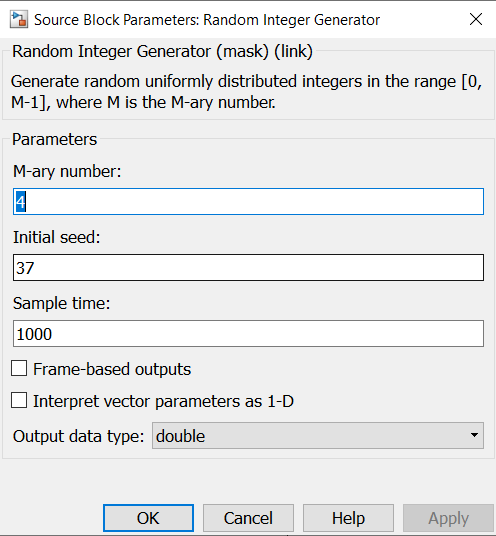 Source Block Parameters: Random Integer Generator
Random Integer Generator (mask) (link)
Generate random uniformly distributed integers in the range [0,
M-1], where M is the M-ary number.
Parameters
M-ary number:
4
Initial seed:
37
Sample time:
1000
Frame-based outputs
Interpret vector parameters as 1-D
Output data type: double
OK Cancel Help Apply